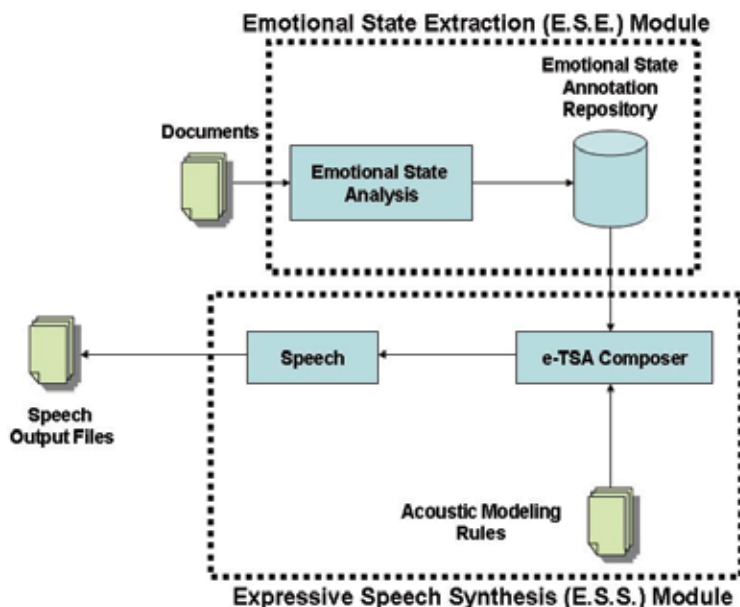 Emotional State Extraction (E.S.E.) Module
Emotional State
Annotation
Repository
Documents
Emotional State
Analysis
Speech
e-TSA Composer
Speech
Output Files
Acoustic Modeling
Rules
Expressive Speech Synthesis (E.S.S.) Module